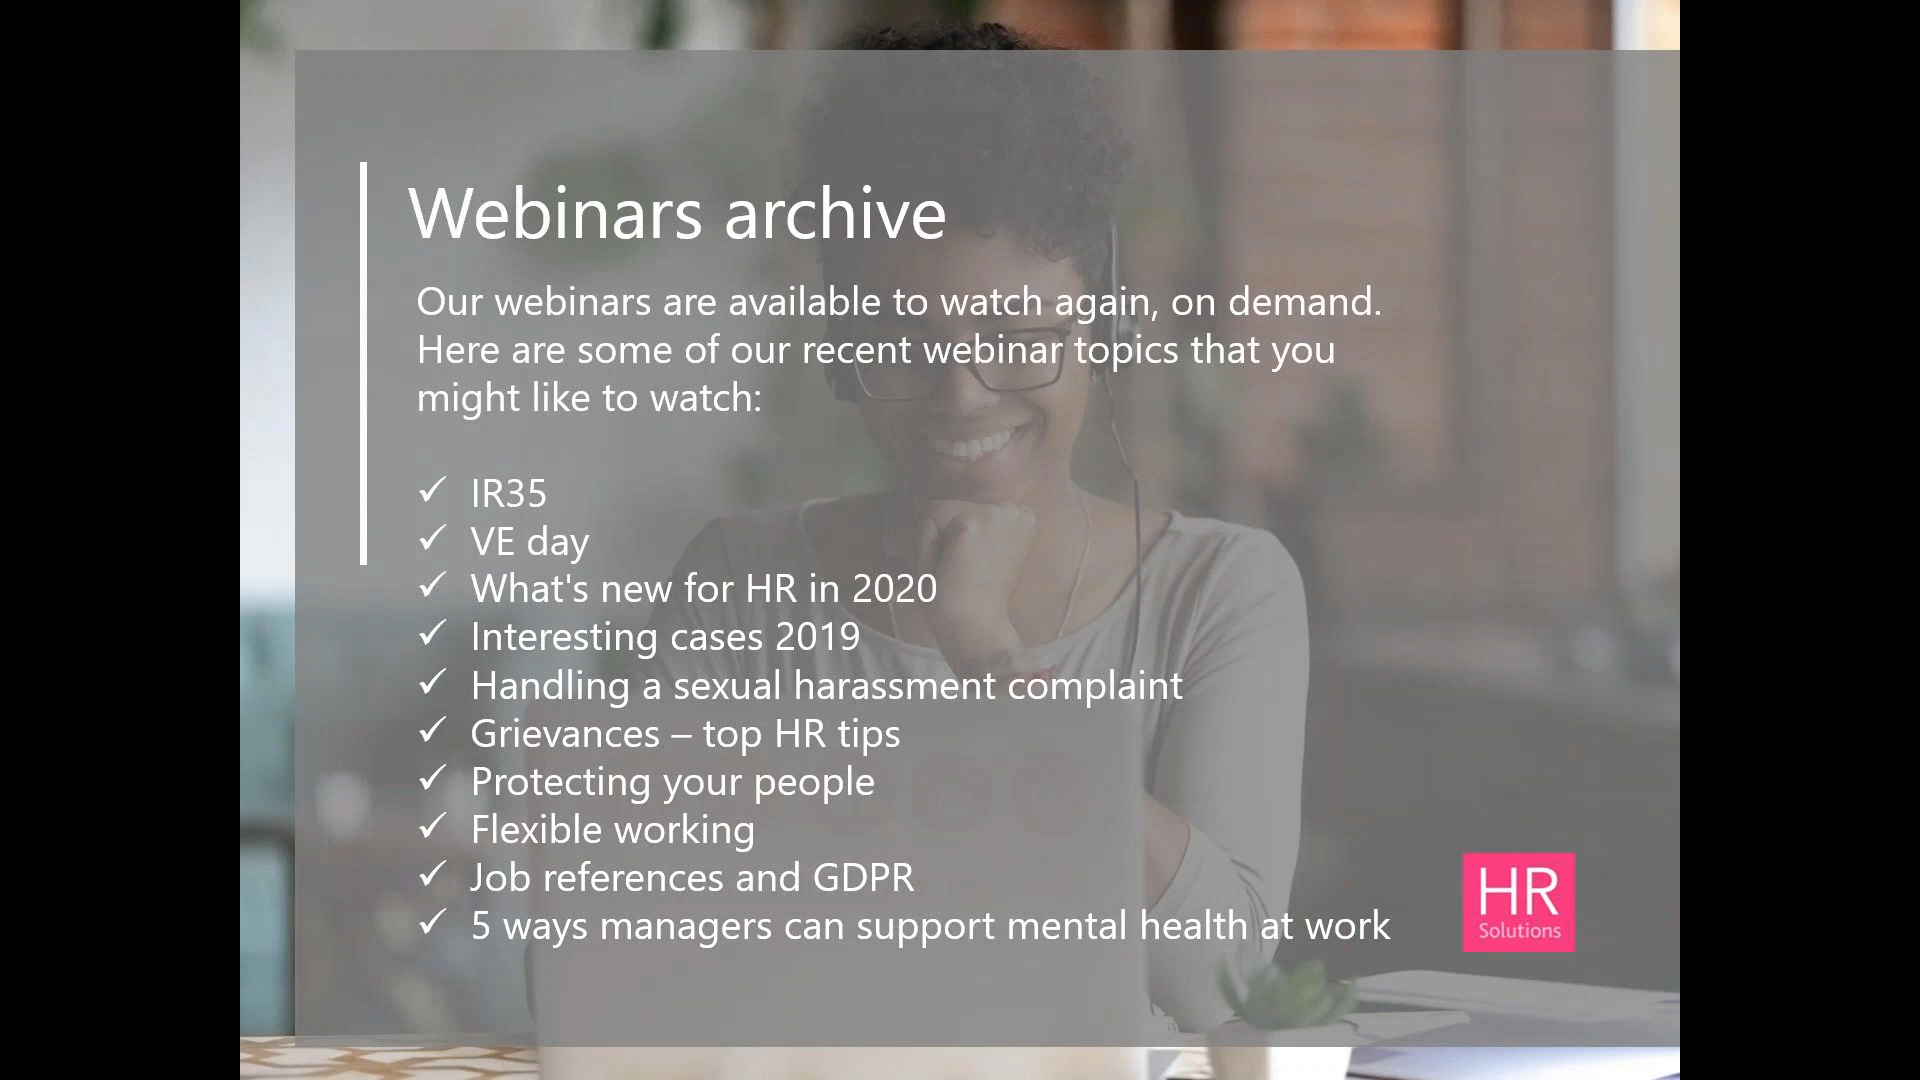 Webinars archive
Our webinars are available to watch again, on demand.
Here are some of our recent webinar topics that you
might like to watch:
✓ IR35
✓ VE day
✓ What's new for HR in 2020
✓ Interesting cases 2019
✓ Handling a sexual harassment complaint
✓ Grievances – top HR tips
✓ Protecting your people
✓ Flexible working
✓ Job references and GDPR
✓ 5 ways managers can support mental health at work
HR
Solutions